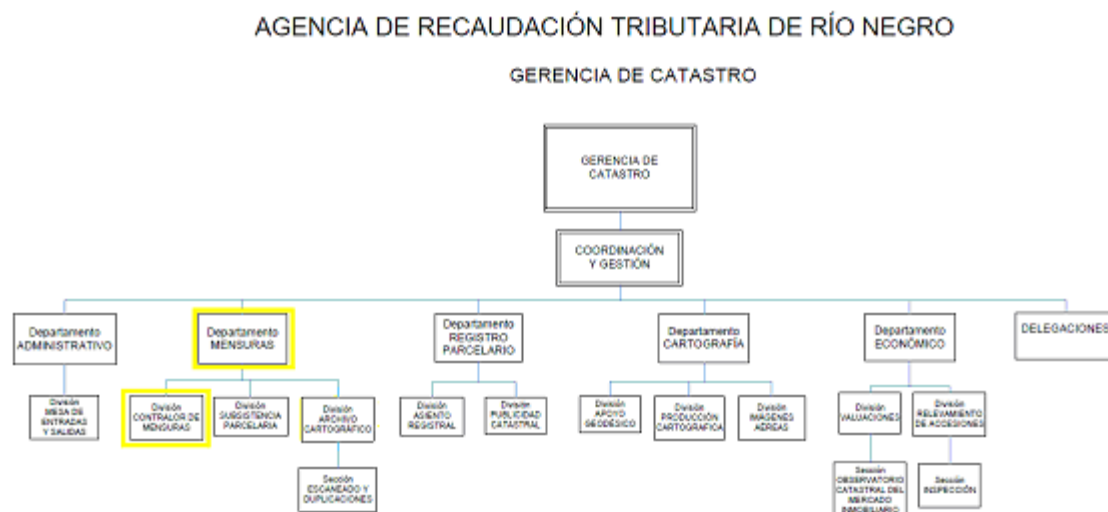 AGENCIA DE RECAUDACIÓN TRIBUTARIA DE RÍO NEGRO
GERENCIA DE CATASTRO
GERENCIA DE
CATASTRO
COORDINACIÓN
Y GESTIÓN
Departamento
ADMINISTRATIVO
Departamento
MENSURAS
Departamento
REGISTRO
PARCELARIO
Departamento
CARTOGRAFÍA
Departamento
ECONÓMICO
DELEGACIONES
División
MESA DE
ENTRADAS
Y SALIDAS
División
CONTRALOR DE
MENSURAS
División
SUBSISTENCIA
PARCELARIA
División
ARCHIVO
CARTOGRÁFICO
División
ASIENTO
REGISTRAL
División
PUBLICIDAD
CATASTRAL
División
APOYO
GEODÉSICO
División
PRODUCCIÓN
CARTOGRAFICA
División
IMÁGENES
AÉREAS
División
VALUACIONES
División
RELEVAMIENTO
DE ACCESIONES
Sección
ESCANEADO Y
DUPLICACIONES
Sección
OBSERVATORIO
CATASTRAL DEL
MERCADO
INMOBILIARIO
Sección
INSPECCIÓN